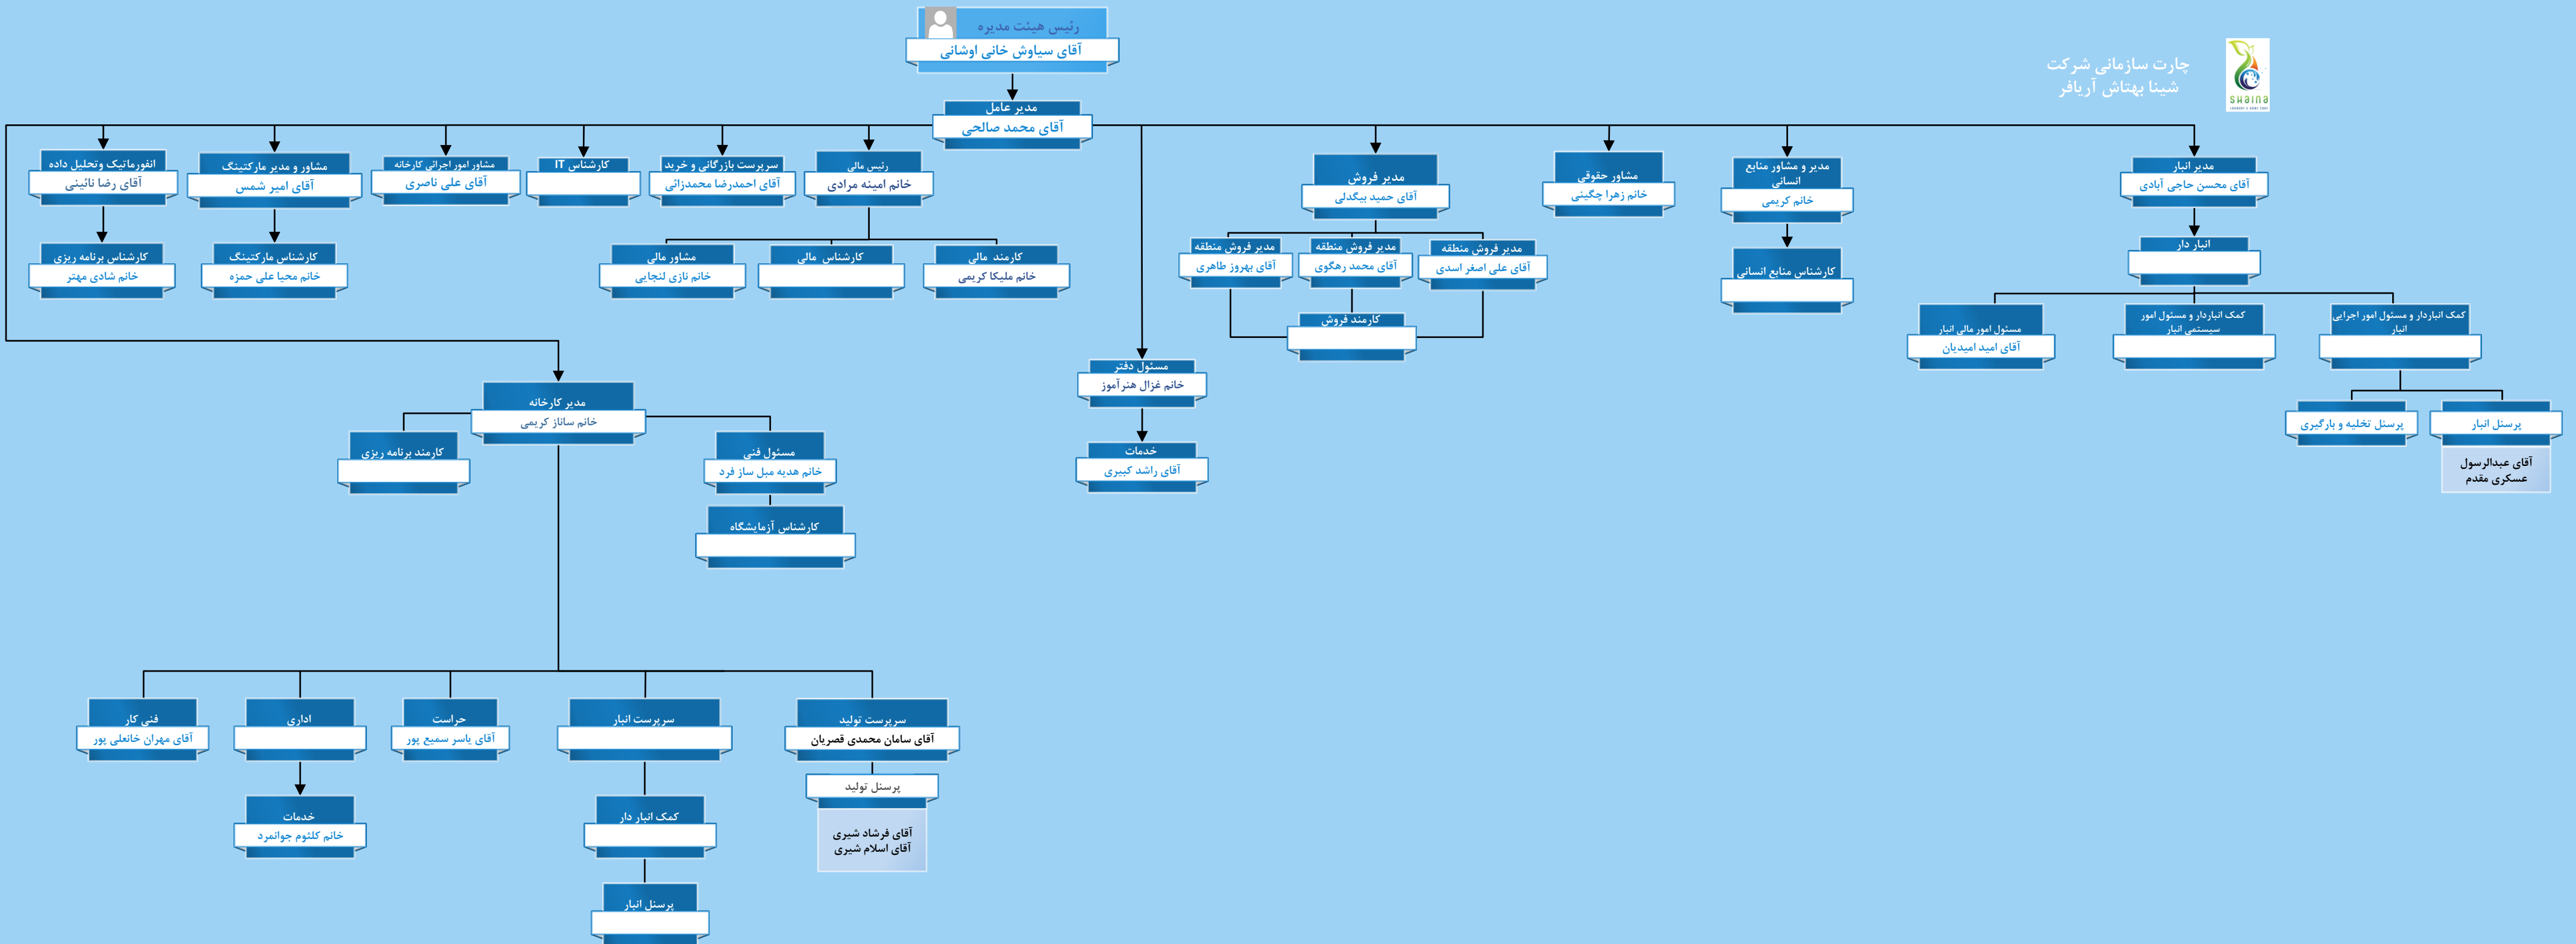 رئیس هیئت مدیره
آقای سیاوش خانی اوشانی
چارت سازمانی شرکت
شینا بهتاش آریافر
SHAINA
مدیر عامل
آقای محمد صالحی
مدیر انبار
آقای محسن حاجی آبادی
مدیر و مشاور منابع
انسانی
خانم کریمی
مشاور حقوقی
خانم زهرا چگینی
مدیر فروش
آقای حمید بیگدلی
رئیس مالی
خانم امینه مرادی
سرپرست بازرگانی و خرید
آقای احمدرضا محمدزائی
کارشناس IT
مشاور امور اجرائی کارخانه
آقای علی ناصری
مشاور و مدیر مارکتینگ
آقای امیر شمس
انفورماتیک وتحلیل داده
آقای رضا نائینی
انبار دار
کارشناس منابع انسانی
مدیر فروش منطقه
آقای علی اصغر اسدی
مدیر فروش منطقه
آقای محمد رهگوی
مدیر فروش منطقه
آقای بهروز طاهری
کارمند مالی
خانم ملیکا کریمی
کارشناس مالی
مشاور مالی
خانم نازی لنجابی
کارشناس مارکتینگ
خانم محیا علی حمزه
کارشناس برنامه ریزی
خانم شادی مهتر
کمک انباردار و مسئول امور اجرایی
انبار
کمک انباردار و مسئول امور
سیستمی انبار
مسئول امور مالی انبار
آقای امید امیدیان
کارمند فروش
مسئول دفتر
خانم غزال هنرآموز
پرسنل انبار
آقای عبدالرسول
عسکری مقدم
پرسنل تخلیه و بارگیری
خدمات
آقای راشد کبیری
مدیر کارخانه
خانم ساناز کریمی
مسئول فنی
خانم هدیه مبل ساز فرد
کارمند برنامه ریزی
کارشناس آزمایشگاه
سرپرست تولید
آقای سامان محمدی قصریان
سرپرست انبار
حراست
آقای یاسر سمیع پور
اداری
فنی کار
آقای مهران خانعلی پور
پرسنل تولید
آقای فرشاد شیری
آقای اسلام شیری
کمک انبار دار
خدمات
خانم کلثوم جوانمرد
پرسنل انبار